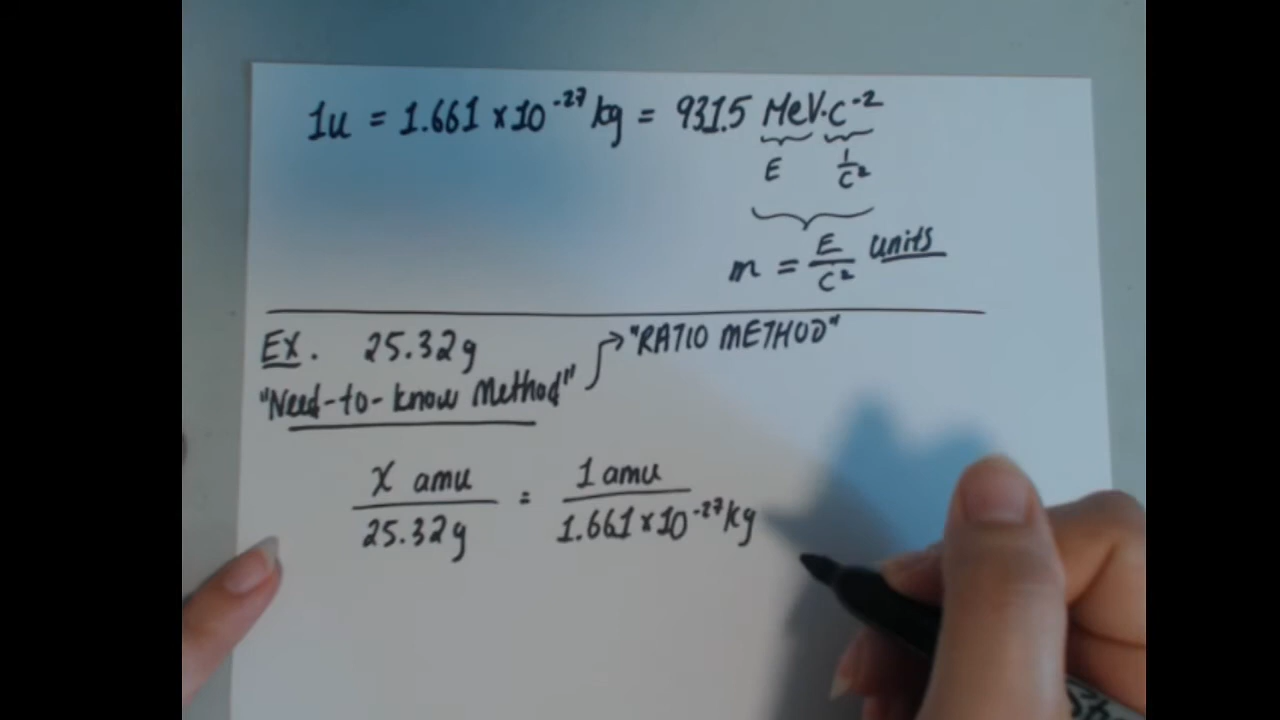 1u = 1.661 × 10⁻²⁷ kg = 931.5 MeV·c⁻²
E 1/c²
m = E/c² units
Ex. 25.32g "RATIO METHOD"
"Need-to-know Method"
x amu = 1 amu
25.32g 1.661 × 10⁻²⁷ kg